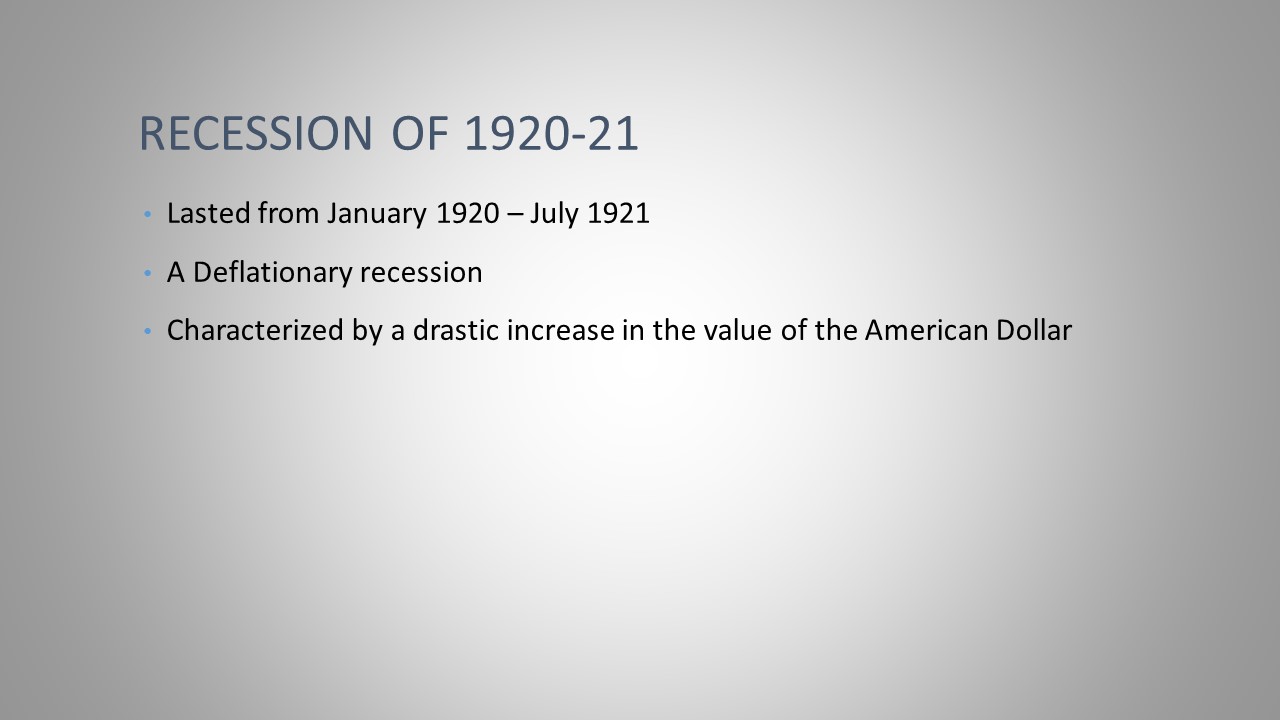 RECESSION OF 1920-21
• Lasted from January 1920 – July 1921
• A Deflationary recession
• Characterized by a drastic increase in the value of the American Dollar